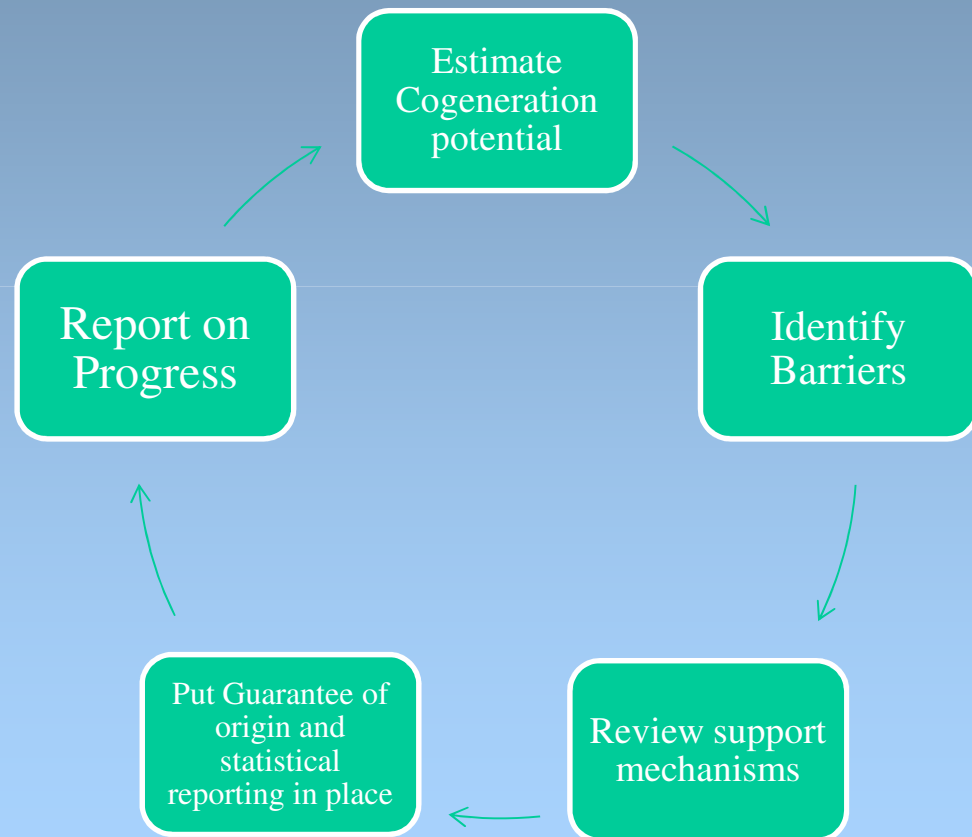 Estimate
Cogeneration
potential
Identify
Barriers
Review support
mechanisms
Put Guarantee of
origin and
statistical
reporting in place
Report on
Progress